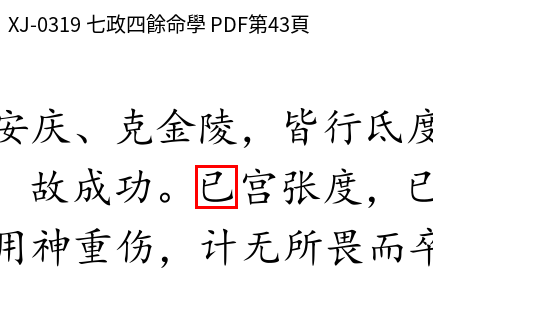 XJ-0319 七政四餘命學 PDF第43頁
安庆、克金陵，皆行氐度
故成功。已宫张度，已
用神重伤，计无所畏而卒